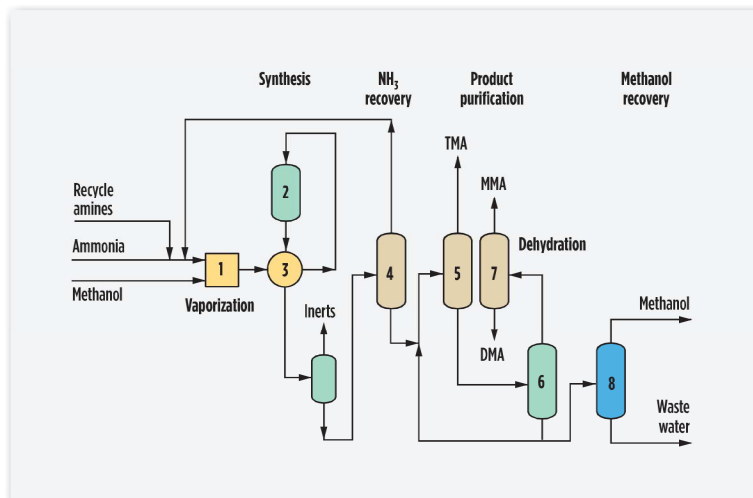 Synthesis
NH3
recovery
Product
purification
Methanol
recovery
TMA
MMA
Recycle
amines
2
Ammonia
Dehydration
1
3
4
5
7
Methanol
Vaporization
Inerts
Methanol
DMA
6
8
Waste
water